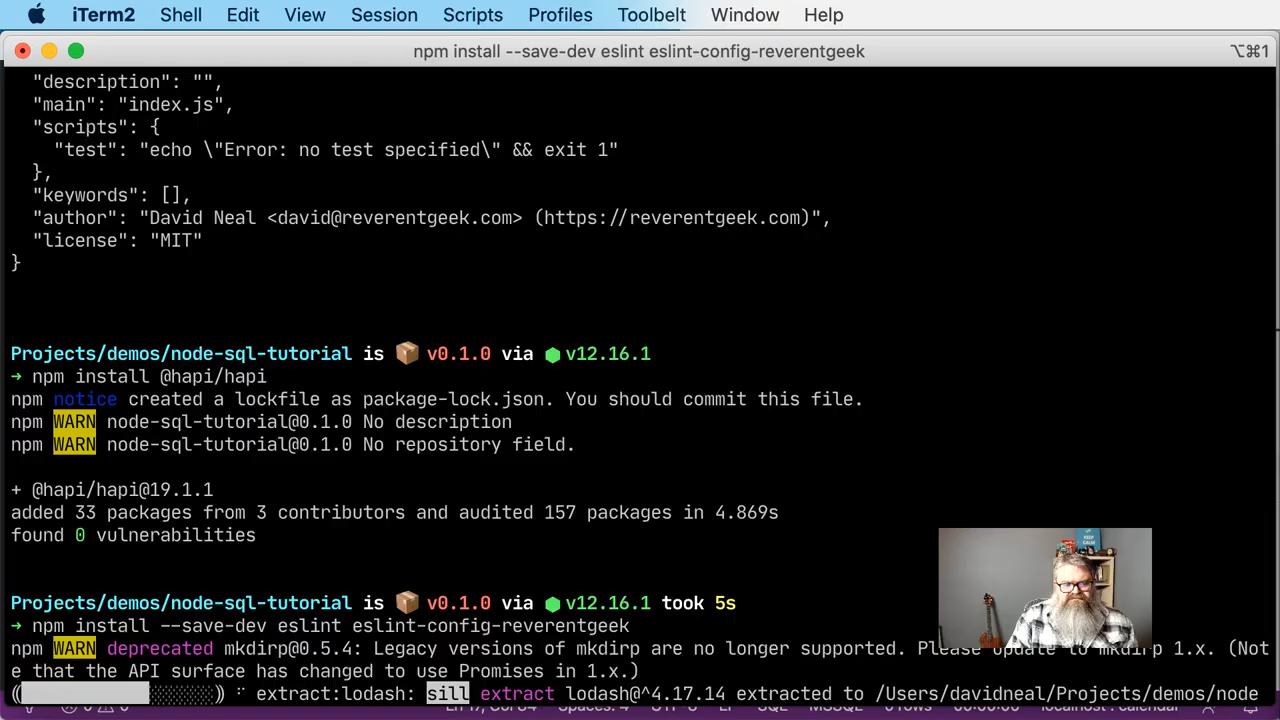 iTerm2 Shell Edit View Session Scripts Profiles Toolbelt Window Help
npm install --save-dev eslint eslint-config-reverentgeek ⌥⌘1
"description": "",
"main": "index.js",
"scripts": {
"test": "echo \"Error: no test specified\" && exit 1"
},
"keywords": [],
"author": "David Neal <david@reverentgeek.com> (https://reverentgeek.com)",
"license": "MIT"
}
Projects/demos/node-sql-tutorial is 📦 v0.1.0 via ⬢ v12.16.1
➜ npm install @hapi/hapi
npm notice created a lockfile as package-lock.json. You should commit this file.
npm WARN node-sql-tutorial@0.1.0 No description
npm WARN node-sql-tutorial@0.1.0 No repository field.
+ @hapi/hapi@19.1.1
added 33 packages from 3 contributors and audited 157 packages in 4.869s
found 0 vulnerabilities
KEEP CALM
Projects/demos/node-sql-tutorial is 📦 v0.1.0 via ⬢ v12.16.1 took 5s
➜ npm install --save-dev eslint eslint-config-reverentgeek
npm WARN deprecated mkdirp@0.5.4: Legacy versions of mkdirp are no longer supported. Please update to mkdirp 1.x. (Not
e that the API surface has changed to use Promises in 1.x.)
extract:lodash: sill extract lodash@^4.17.14 extracted to /Users/davidneal/Projects/demos/node